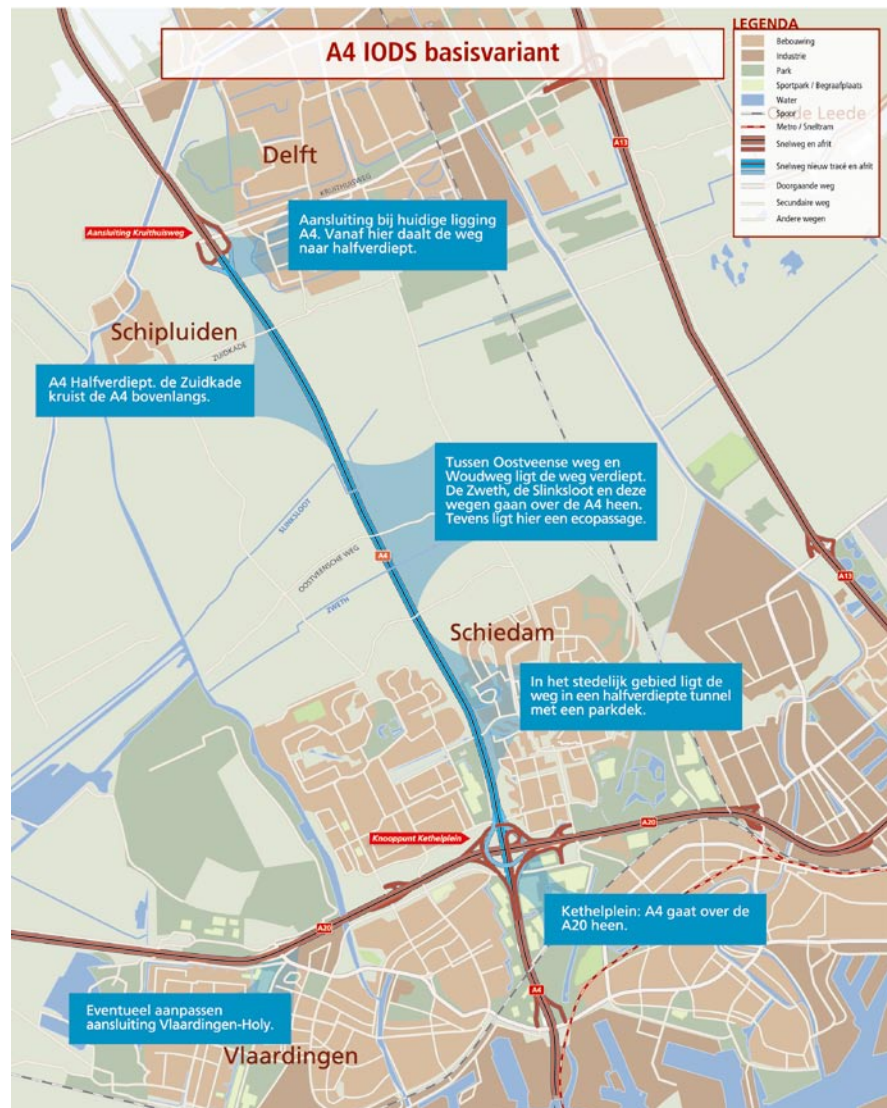 A4 IODS basisvariant
LEGENDA
Bebouwing
Industrie
Park
Sportpark / Begraafplaats
Water
Spoor
Metro / Sneltram
Snelweg en afrit
Snelweg nieuw tracé en afrit
Doorgaande weg
Secundaire weg
Andere wegen
Leede
A13
Delft
KRUITHUISWEG
Aansluiting Kruithuisweg
Aansluiting bij huidige ligging
A4. Vanaf hier daalt de weg
naar halfverdiept.
Schipluiden
ZUIDKADE
A4 Halfverdiept. de Zuidkade
kruist de A4 bovenlangs.
Tussen Oostveense weg en
Woudweg ligt de weg verdiept.
De Zweth, de Slinksloot en deze
wegen gaan over de A4 heen.
Tevens ligt hier een ecopassage.
SLINKSLOOT
A4
OOSTVEENSCHE WEG
A13
ZWETH
Schiedam
In het stedelijk gebied ligt de
weg in een halfverdiepte tunnel
met een parkdek.
A20
Knooppunt Kethelplein
Kethelplein: A4 gaat over de
A20 heen.
A20
A4
Eventueel aanpassen
aansluiting Vlaardingen-Holy.
Vlaardingen